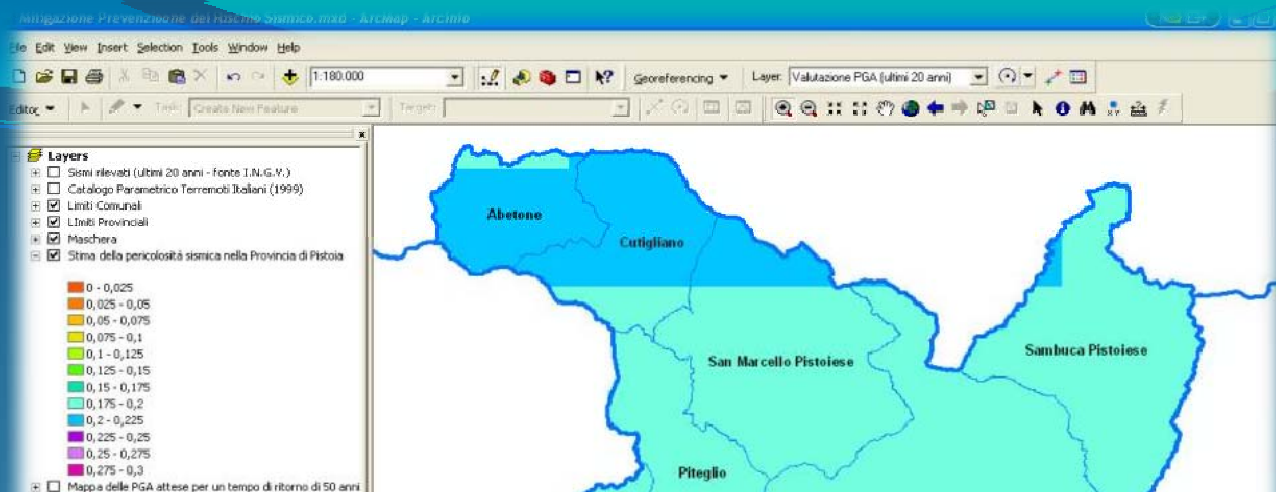 Mitigazione Prevenzione del Rischio Sismico.mxd - ArcMap - ArcInfo
File Edit View Insert Selection Tools Window Help
1:180.000 Georeferencing Layer: Valutazione PGA (ultimi 20 anni)
Editor Task: Create New Feature Target:
Layers
Sismi rilevati (ultimi 20 anni - fonte I.N.G.V.)
Catalogo Parametrico Terremoti Italiani (1999)
Limiti Comunali
LImiti Provinciali
Maschera
Stima della pericolosità sismica nella Provincia di Pistoia
0 - 0,025
0,025 - 0,05
0,05 - 0,075
0,075 - 0,1
0,1 - 0,125
0,125 - 0,15
0,15 - 0,175
0,175 - 0,2
0,2 - 0,225
0,225 - 0,25
0,25 - 0,275
0,275 - 0,3
Mappa delle PGA attese per un tempo di ritorno di 50 anni
Abetone
Cutigliano
San Marcello Pistoiese
Sambuca Pistoiese
Piteglio